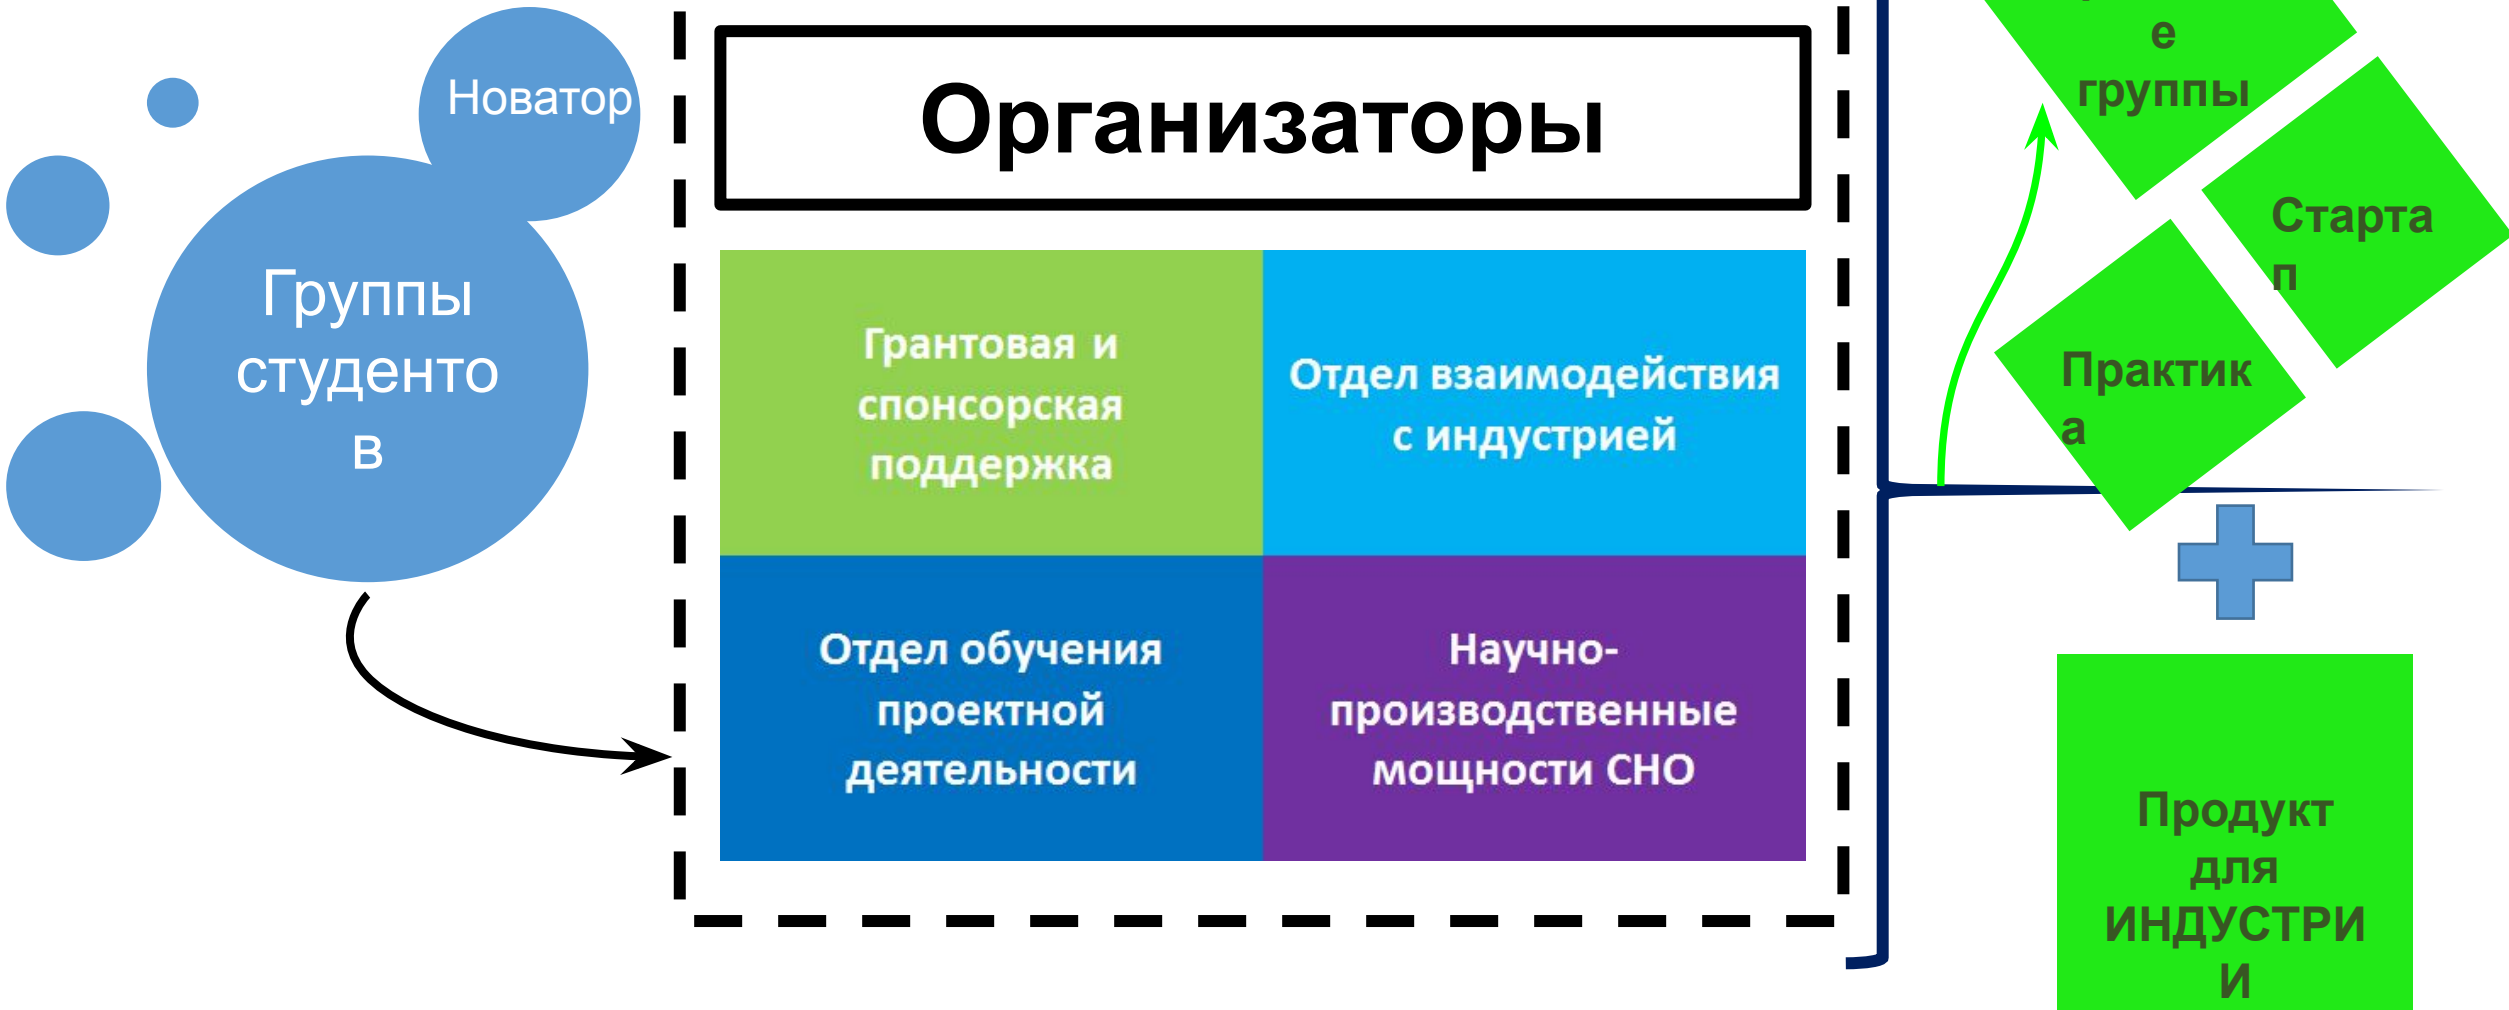 Новатор
Группы
студенто
в
Организаторы
Грантовая и
спонсорская
поддержка
Отдел взаимодействия
с индустрией
Отдел обучения
проектной
деятельности
Научно-
производственные
мощности СНО
е
группы
Старта
п
Практик
а
Продукт
для
ИНДУСТРИ
И